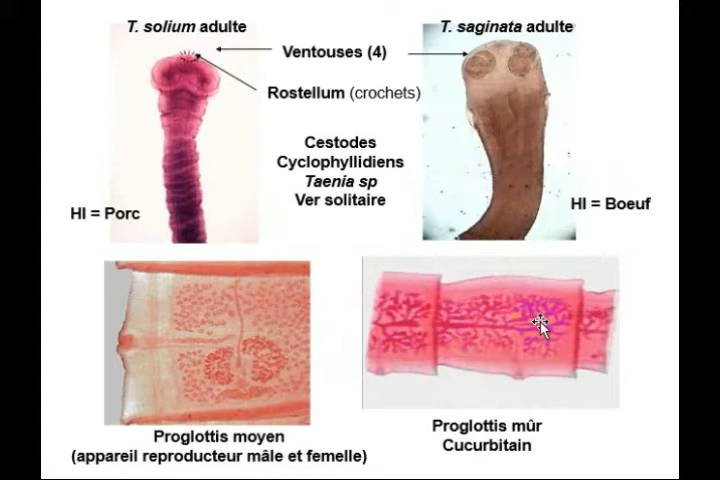 T. solium adulte
T. saginata adulte
Ventouses (4)
Rostellum (crochets)
Cestodes
Cyclophyllidiens
Taenia sp
Ver solitaire
HI = Porc
HI = Boeuf
Proglottis moyen
(appareil reproducteur mâle et femelle)
Proglottis mûr
Cucurbitain